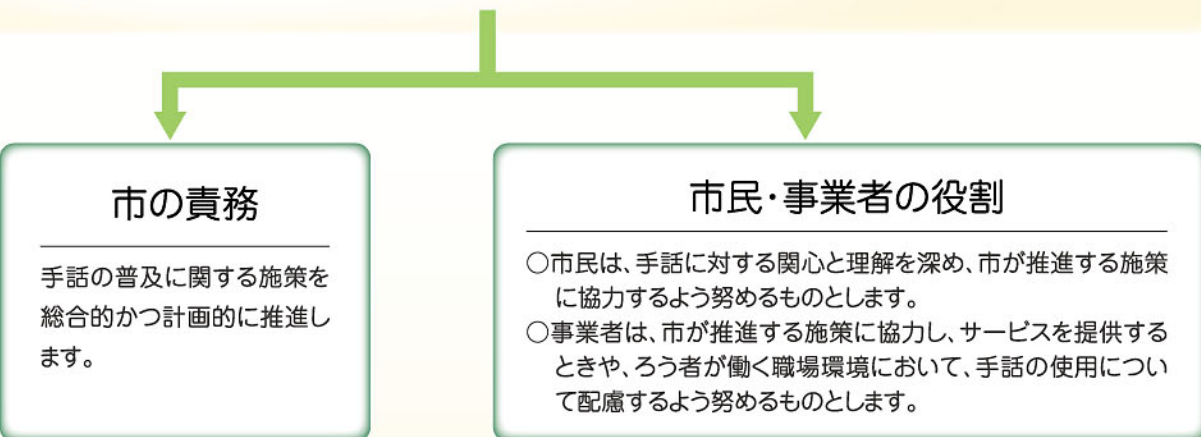 市の責務
手話の普及に関する施策を
総合的かつ計画的に推進し
ます。
市民・事業者の役割
○市民は、手話に対する関心と理解を深め、市が推進する施策
に協力するよう努めるものとします。
○事業者は、市が推進する施策に協力し、サービスを提供する
ときや、ろう者が働く職場環境において、手話の使用につい
て配慮するよう努めるものとします。